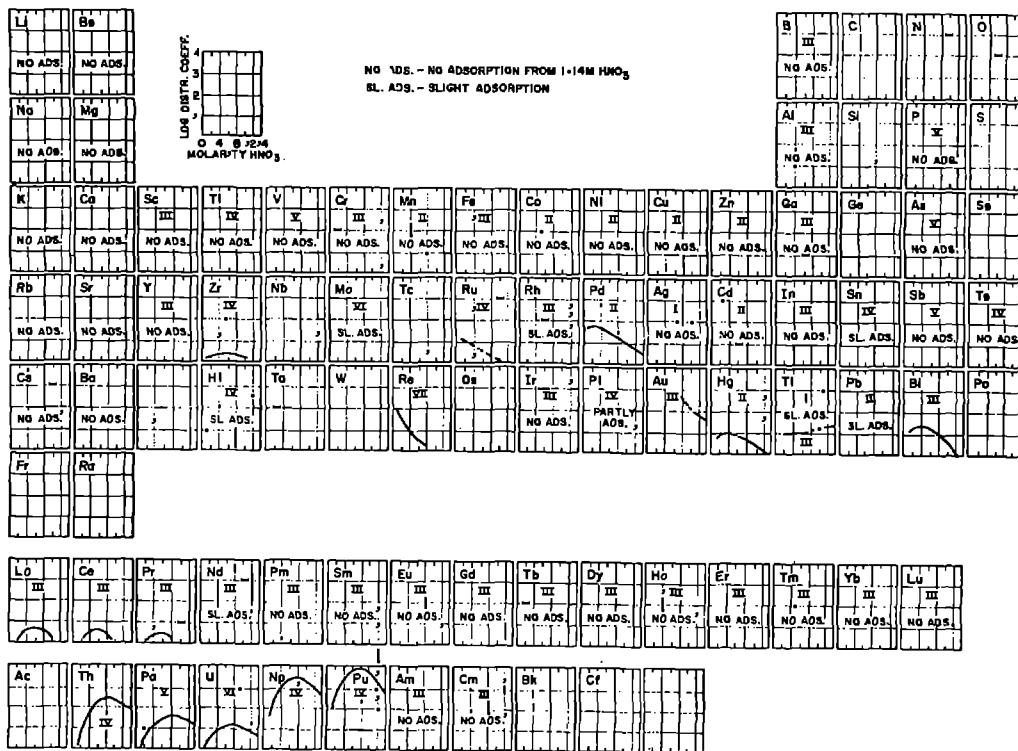 Li Be B C N O
LOG DISTR. COEFF.
4
3
2
NO ADS. - NO ADSORPTION FROM 1-14M HNO3
SL. ADS. - SLIGHT ADSORPTION
III
NO ADS. NO ADS. NO ADS.
0 4 8 12 14
MOLARITY HNO3.
Na Mg Al Si P S
III V
NO ADS. NO ADS. NO ADS. NO ADS.
K Ca Sc Ti V Cr Mn Fe Co Ni Cu Zn Ga Ge As Se
III IV V III II III II II II II III V
NO ADS. NO ADS. NO ADS. NO ADS. NO ADS. NO ADS. NO ADS. NO ADS. NO ADS. NO ADS. NO ADS. NO ADS. NO ADS. NO ADS.
Rb Sr Y Zr Nb Mo Tc Ru Rh Pd Ag Cd In Sn Sb Te
III IV VI IV III II I II III IV V IV
NO ADS. NO ADS. NO ADS. SL. ADS. SL. ADS. NO ADS. NO ADS. NO ADS. SL. ADS. NO ADS. NO ADS.
Cs Ba Hf Ta W Re Os Ir Pt Au Hg Tl Pb Bi Po
IV VII III IV III II I II III
NO ADS. NO ADS. SL. ADS. NO ADS. PARTLY ADS. SL. ADS. SL. ADS.
III
Fr Ra
La Ce Pr Nd Pm Sm Eu Gd Tb Dy Ho Er Tm Yb Lu
III III III III III III III III III III III III III III III
SL. ADS. NO ADS. NO ADS. NO ADS. NO ADS. NO ADS. NO ADS. NO ADS. NO ADS. NO ADS. NO ADS. NO ADS.
Ac Th Pa U Np Pu Am Cm Bk Cf
IV V VI IV IV III III
NO ADS. NO ADS.